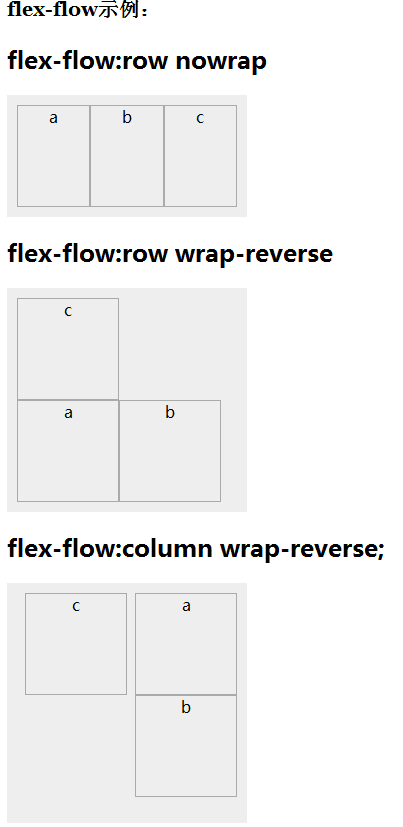 flex-flow示例：
flex-flow:row nowrap
a b c
flex-flow:row wrap-reverse
c
a b
flex-flow:column wrap-reverse;
c a
b